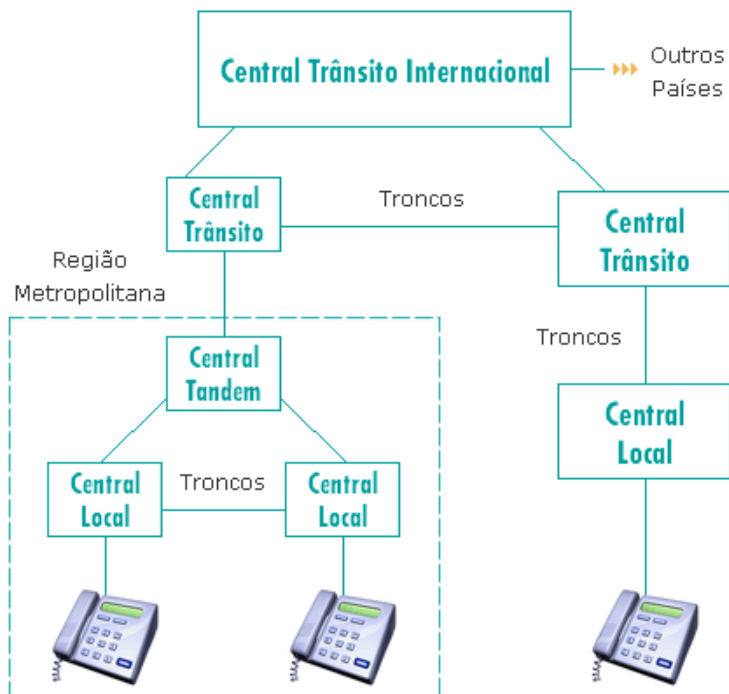 Central Trânsito Internacional
Outros
Países
Central
Trânsito
Troncos
Central
Trânsito
Região
Metropolitana
Troncos
Central
Tandem
Central
Local
Central
Local
Troncos
Central
Local